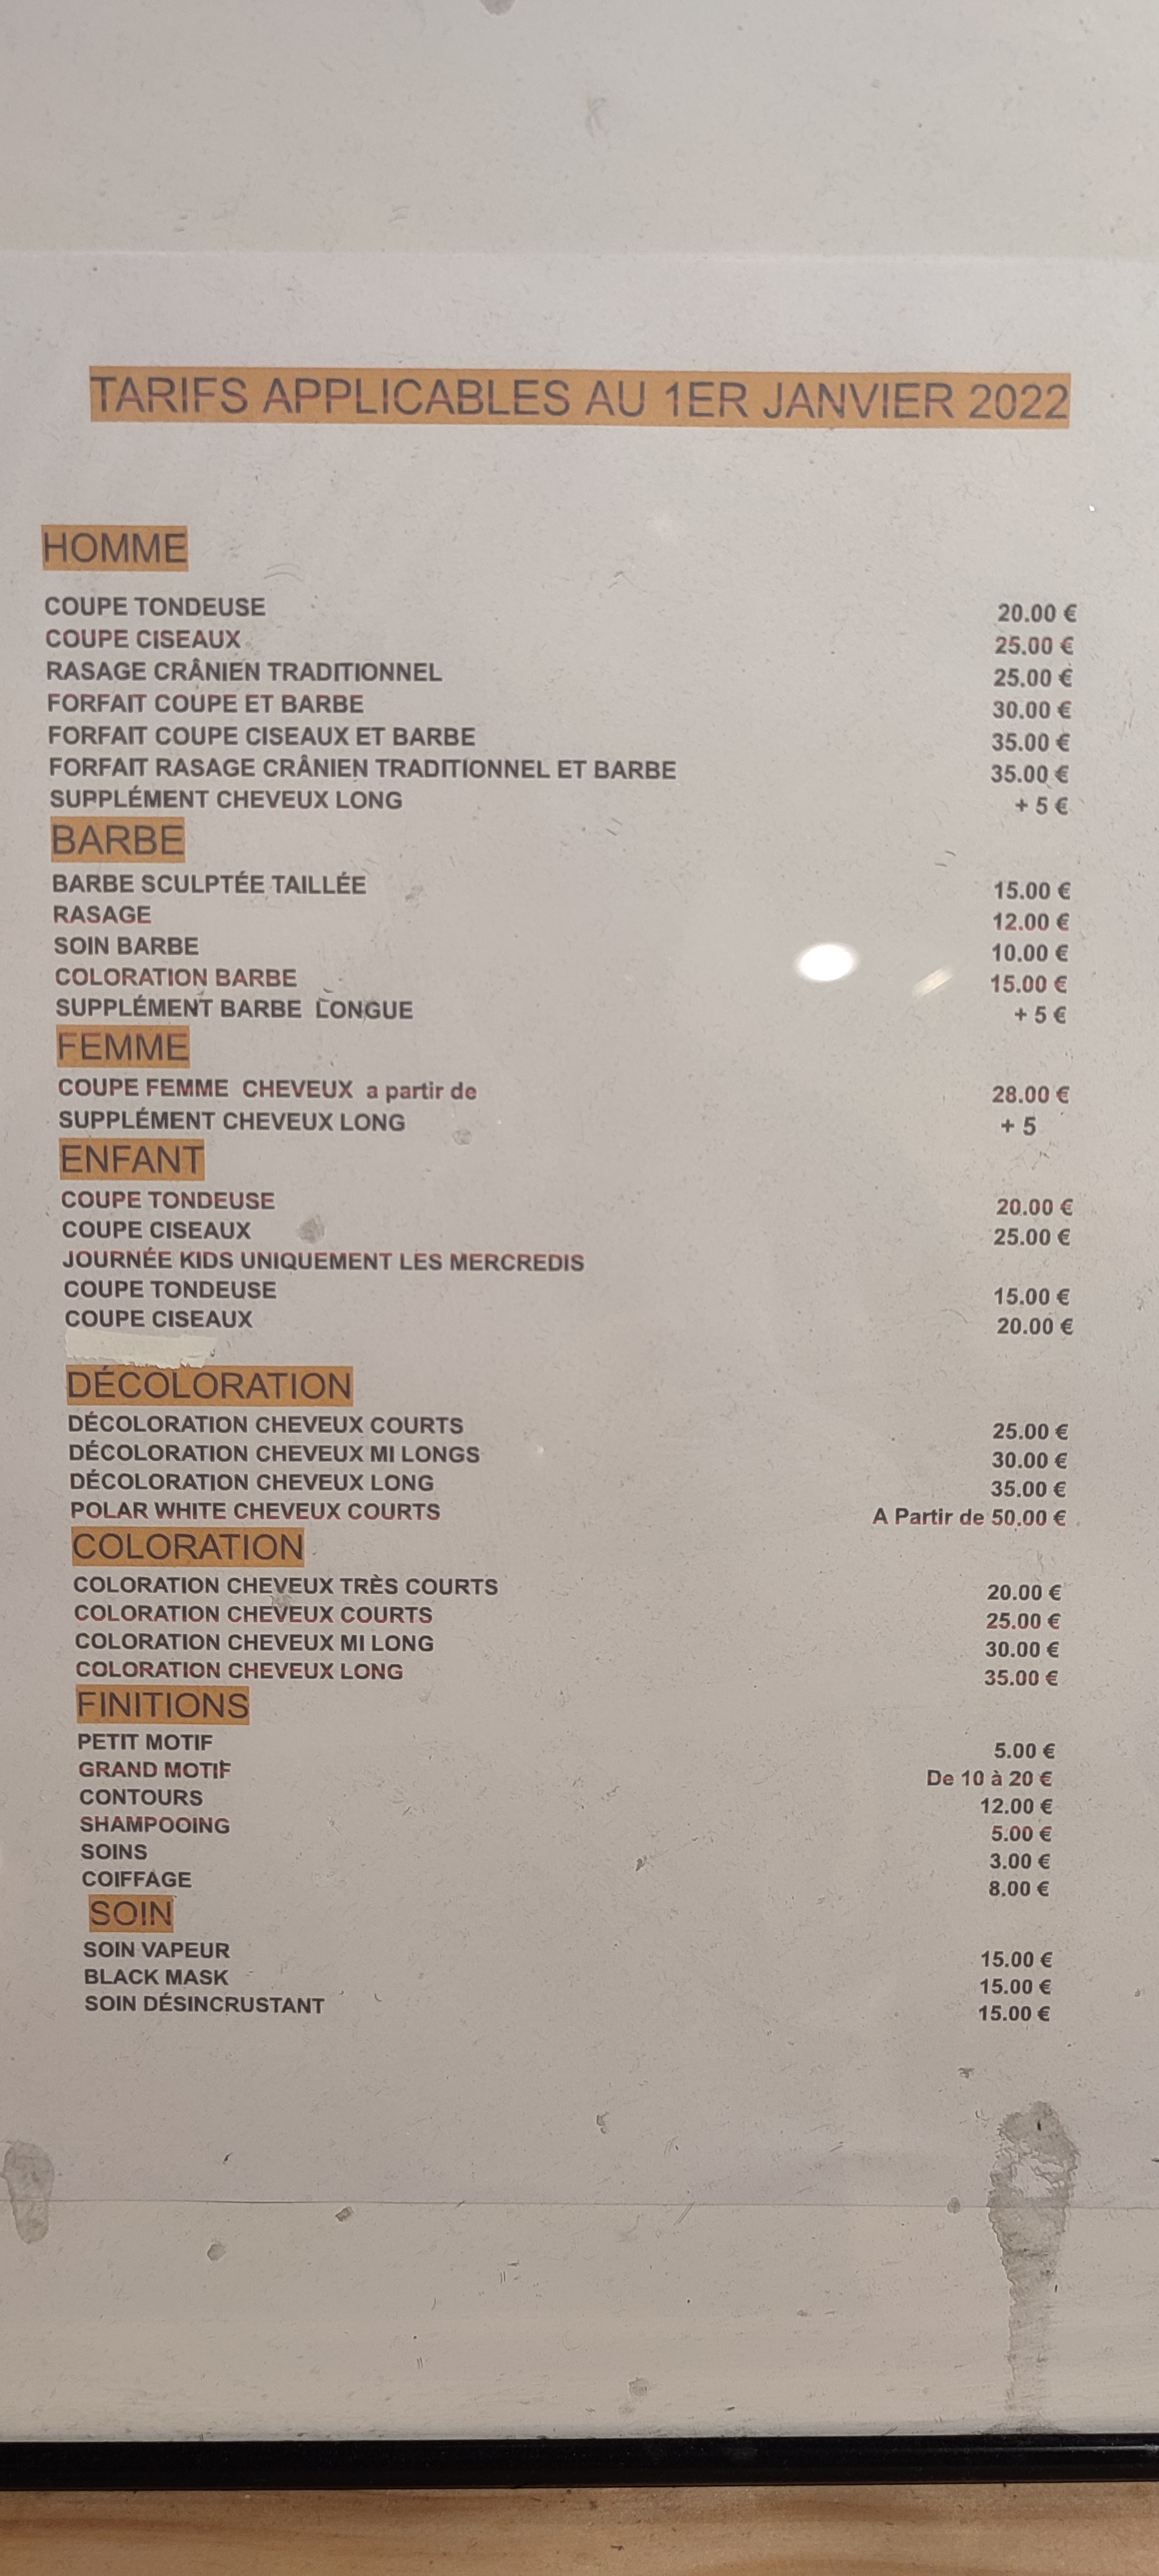 TARIFS APPLICABLES AU 1ER JANVIER 2022
HOMME
COUPE TONDEUSE 20.00 €
COUPE CISEAUX 25.00 €
RASAGE CRÂNIEN TRADITIONNEL 25.00 €
FORFAIT COUPE ET BARBE 30.00 €
FORFAIT COUPE CISEAUX ET BARBE 35.00 €
FORFAIT RASAGE CRÂNIEN TRADITIONNEL ET BARBE 35.00 €
SUPPLÉMENT CHEVEUX LONG + 5 €
BARBE
BARBE SCULPTÉE TAILLÉE 15.00 €
RASAGE 12.00 €
SOIN BARBE 10.00 €
COLORATION BARBE 15.00 €
SUPPLÉMENT BARBE LONGUE + 5 €
FEMME
COUPE FEMME CHEVEUX a partir de 28.00 €
SUPPLÉMENT CHEVEUX LONG + 5
ENFANT
COUPE TONDEUSE 20.00 €
COUPE CISEAUX 25.00 €
JOURNÉE KIDS UNIQUEMENT LES MERCREDIS
COUPE TONDEUSE 15.00 €
COUPE CISEAUX 20.00 €
DÉCOLORATION
DÉCOLORATION CHEVEUX COURTS 25.00 €
DÉCOLORATION CHEVEUX MI LONGS 30.00 €
DÉCOLORATION CHEVEUX LONG 35.00 €
POLAR WHITE CHEVEUX COURTS A Partir de 50.00 €
COLORATION
COLORATION CHEVEUX TRÈS COURTS 20.00 €
COLORATION CHEVEUX COURTS 25.00 €
COLORATION CHEVEUX MI LONG 30.00 €
COLORATION CHEVEUX LONG 35.00 €
FINITIONS
PETIT MOTIF 5.00 €
GRAND MOTIF De 10 à 20 €
CONTOURS 12.00 €
SHAMPOOING 5.00 €
SOINS 3.00 €
COIFFAGE 8.00 €
SOIN
SOIN VAPEUR 15.00 €
BLACK MASK 15.00 €
SOIN DÉSINCRUSTANT 15.00 €